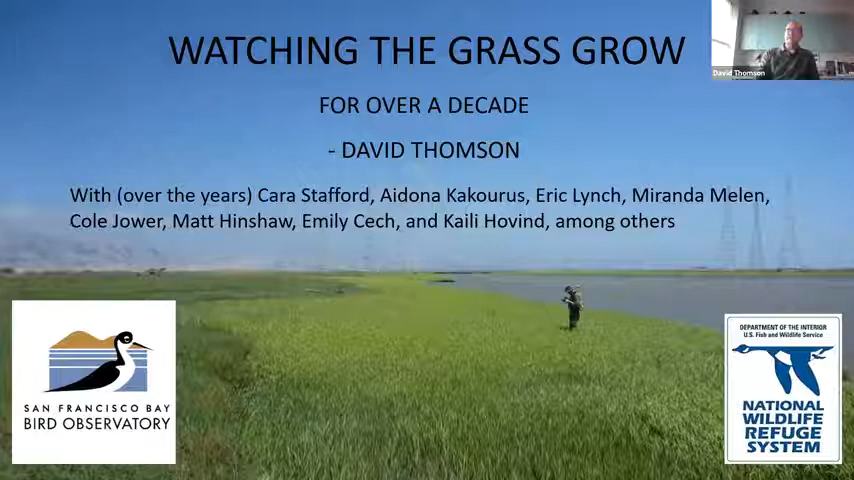 WATCHING THE GRASS GROW
David Thomson
FOR OVER A DECADE
- DAVID THOMSON
With (over the years) Cara Stafford, Aidona Kakourus, Eric Lynch, Miranda Melen,
Cole Jower, Matt Hinshaw, Emily Cech, and Kaili Hovind, among others
SAN FRANCISCO BAY
BIRD OBSERVATORY
DEPARTMENT OF THE INTERIOR
U.S. Fish and Wildlife Service
NATIONAL
WILDLIFE
REFUGE
SYSTEM